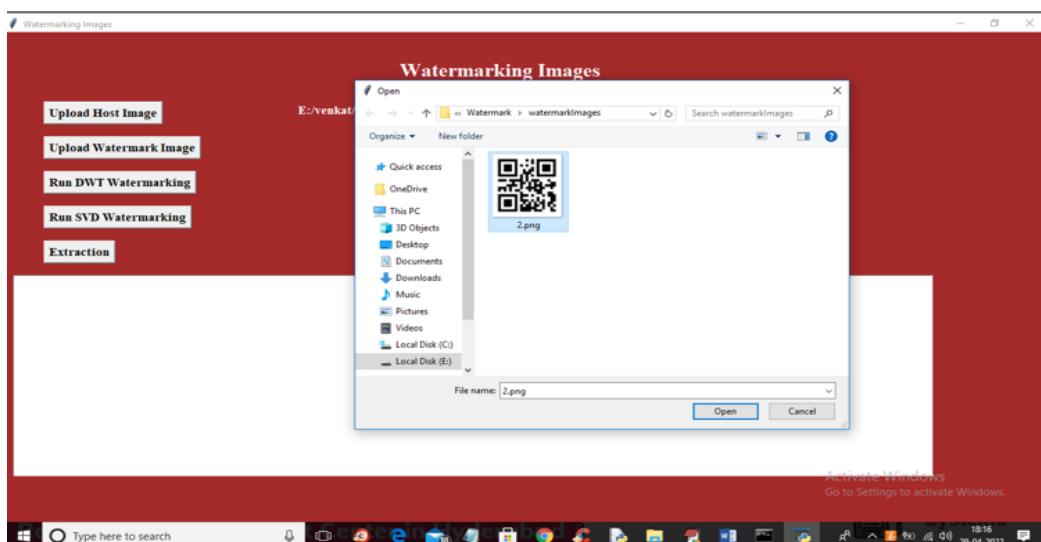 Watermarking Images
Watermarking Images
Upload Host Image
E:/venkat/
Upload Watermark Image
Run DWT Watermarking
Run SVD Watermarking
Extraction
Open
« Watermark › watermarkImages
Search watermarkImages
Organize
New folder
Quick access
OneDrive
This PC
3D Objects
Desktop
Documents
Downloads
Music
Pictures
Videos
Local Disk (C:)
Local Disk (E:)
2.png
File name:
2.png
Open
Cancel
Activate Windows
Go to Settings to activate Windows.
Type here to search
18:16
29-04-2022